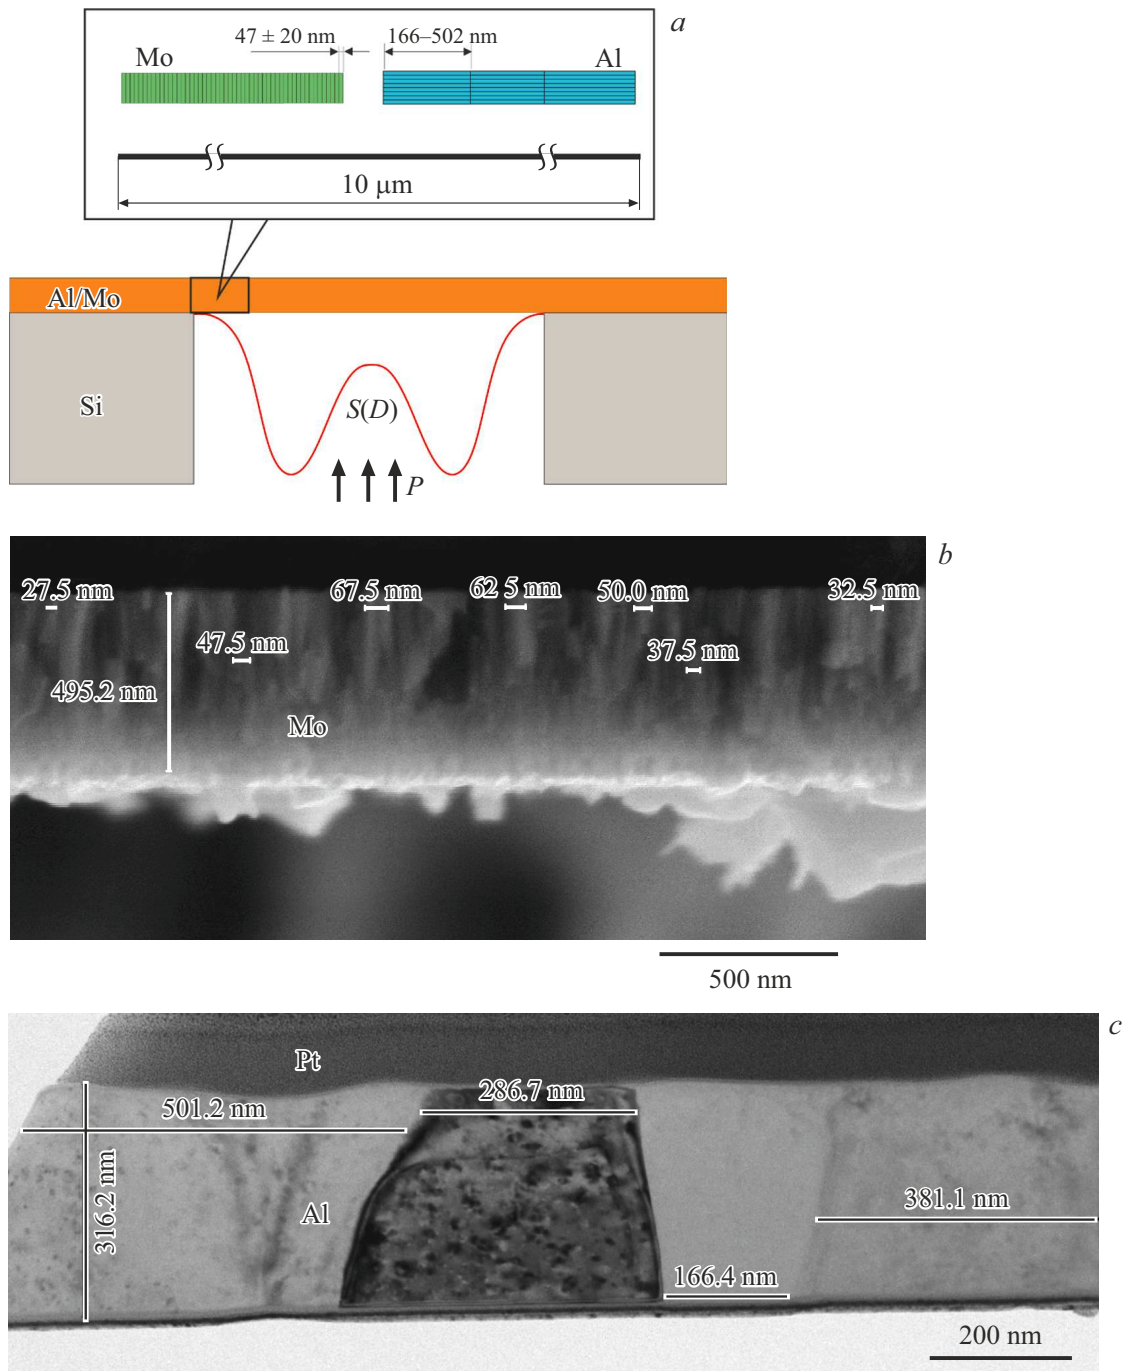 a
47 ± 20 nm
166–502 nm
Mo
Al
10 μm
Al/Mo
Si
S(D)
P
b
27.5 nm
67.5 nm
62 5 nm
50.0 nm
32.5 nm
47.5 nm
37.5 nm
495.2 nm
Mo
500 nm
c
Pt
286.7 nm
501.2 nm
316.2 nm
Al
381.1 nm
166.4 nm
200 nm